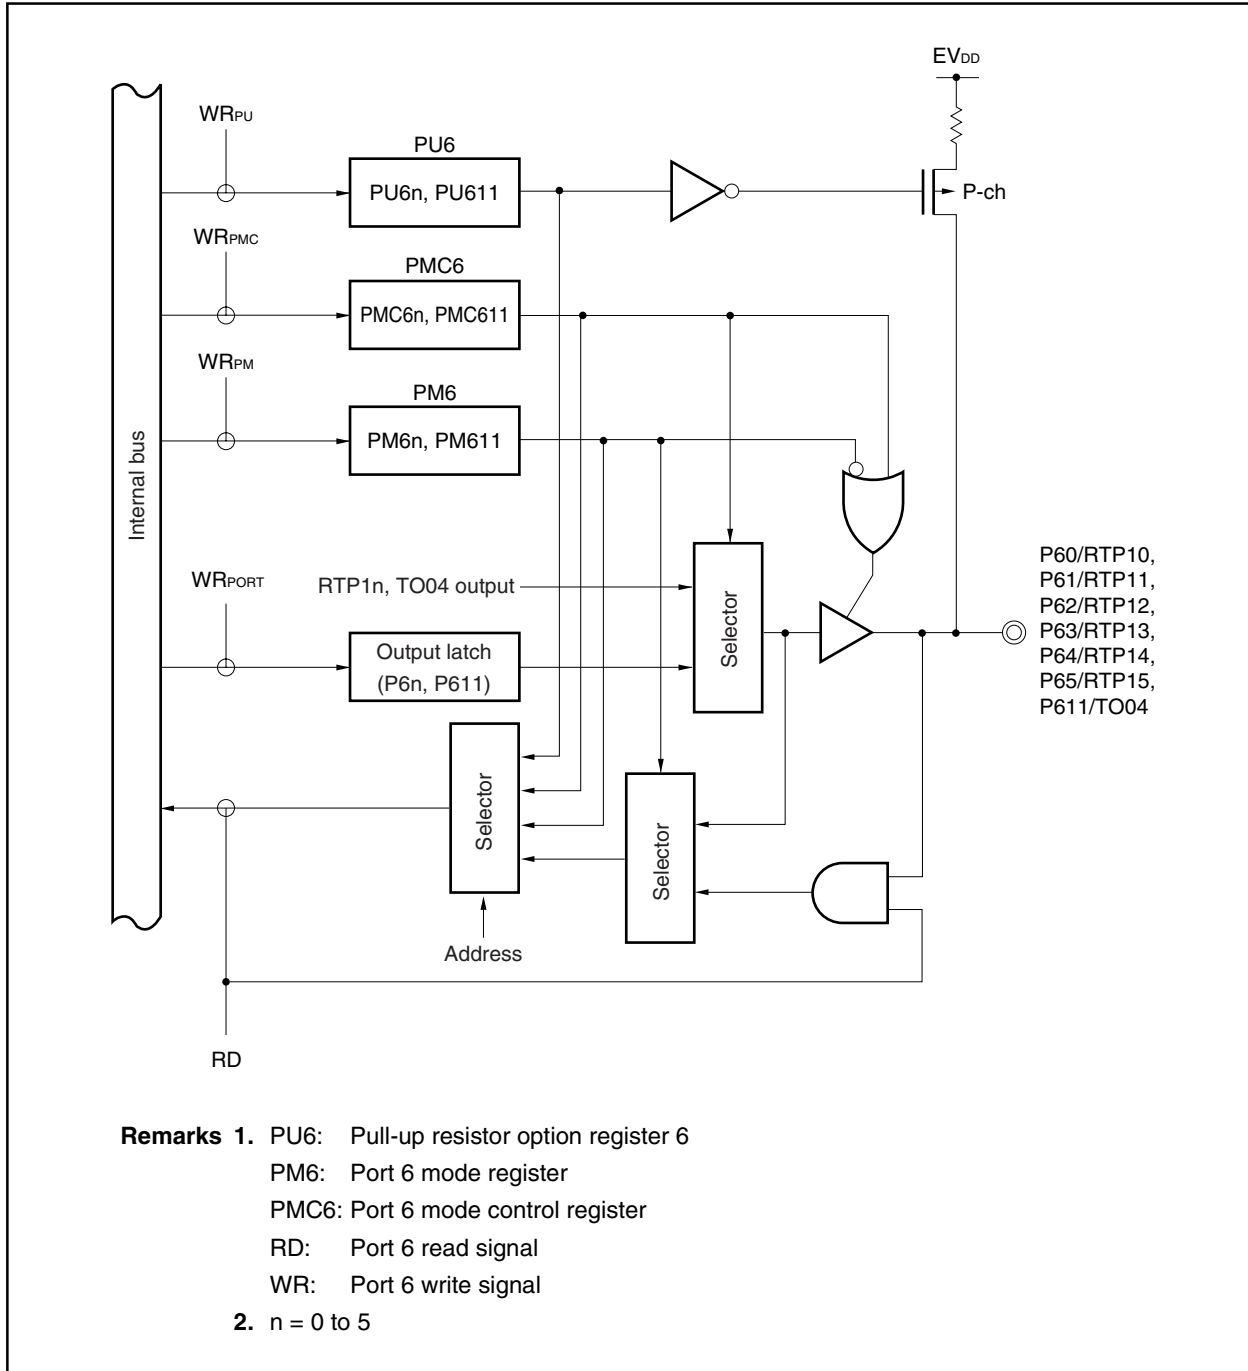 EVDD
WRPU
PU6
PU6n, PU611
P-ch
WRPMC
PMC6
PMC6n, PMC611
WRPM
PM6
PM6n, PM611
Internal bus
WRPORT
RTP1n, TO04 output
Selector
Output latch
(P6n, P611)
P60/RTP10,
P61/RTP11,
P62/RTP12,
P63/RTP13,
P64/RTP14,
P65/RTP15,
P611/TO04
Selector
Selector
Address
RD
Remarks 1. PU6: Pull-up resistor option register 6
PM6: Port 6 mode register
PMC6: Port 6 mode control register
RD: Port 6 read signal
WR: Port 6 write signal
2. n = 0 to 5